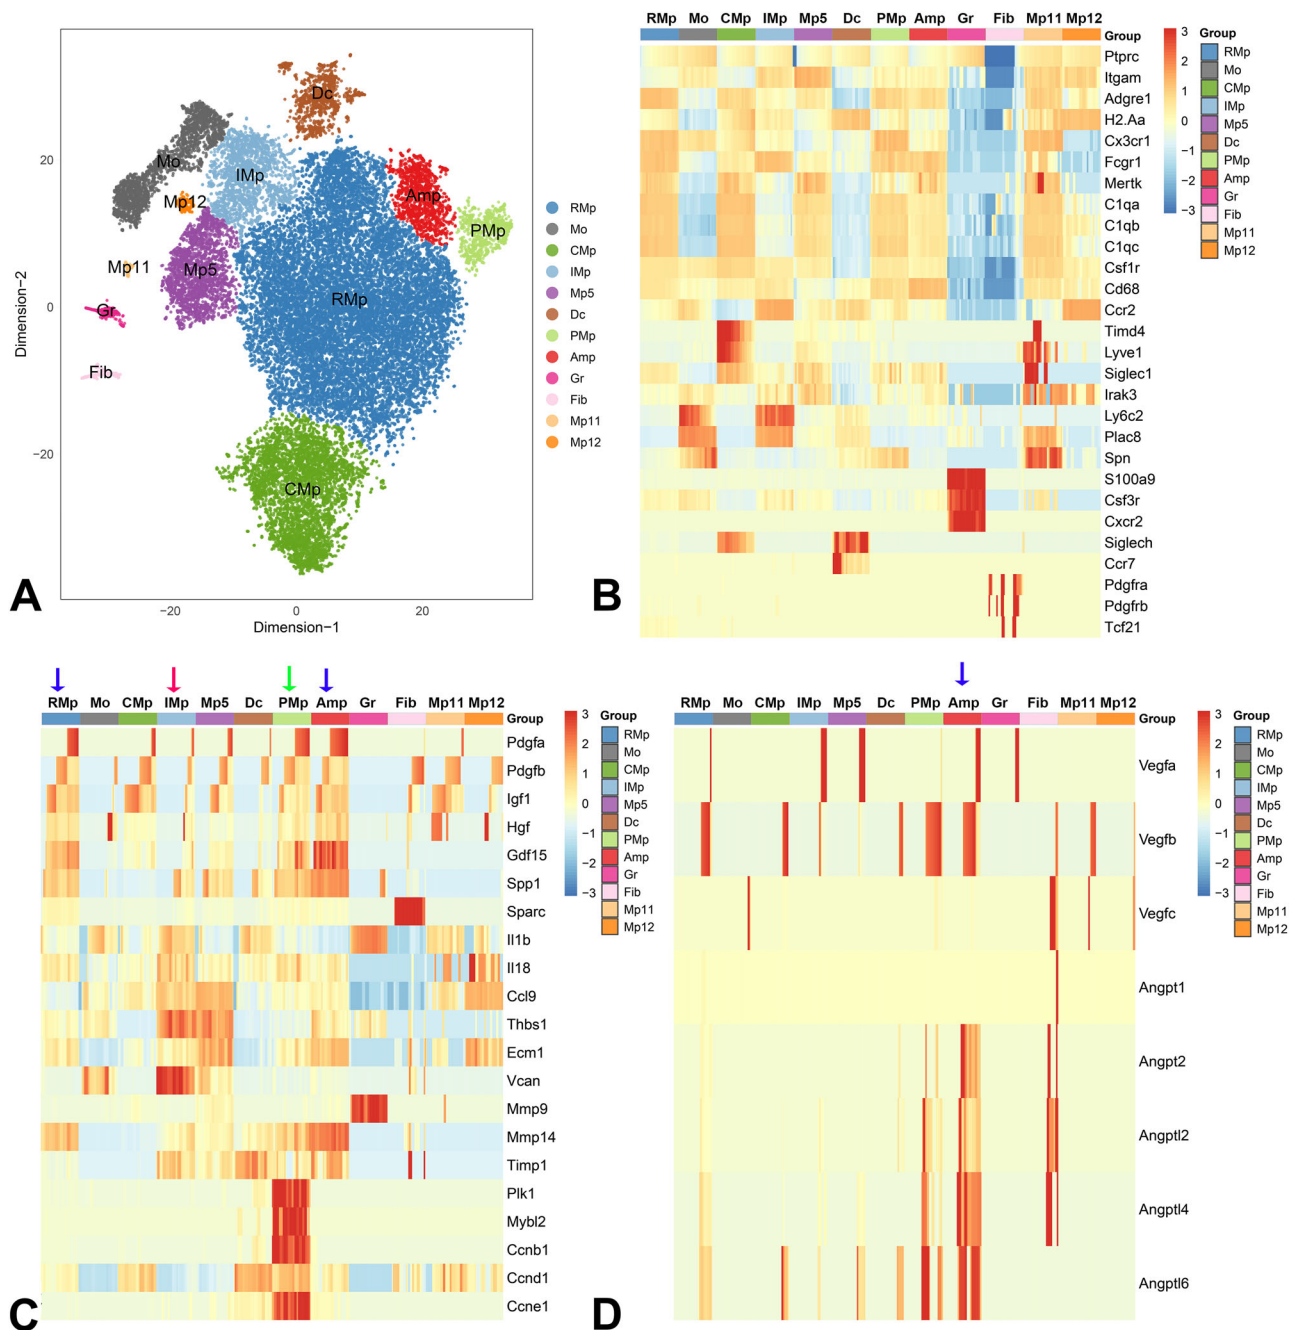 Dc
Mo
IMp
Mp12
Amp
PMp
Mp11
Mp5
RMp
Gr
Fib
CMp
20
0
−20
−20
0
20
Dimension−2
Dimension−1
RMp
Mo
CMp
IMp
Mp5
Dc
PMp
Amp
Gr
Fib
Mp11
Mp12
A
RMp Mo CMp IMp Mp5 Dc PMp Amp Gr Fib Mp11 Mp12
Group
Ptprc
Itgam
Adgre1
H2.Aa
Cx3cr1
Fcgr1
Mertk
C1qa
C1qb
C1qc
Csf1r
Cd68
Ccr2
Timd4
Lyve1
Siglec1
Irak3
Ly6c2
Plac8
Spn
S100a9
Csf3r
Cxcr2
Siglech
Ccr7
Pdgfra
Pdgfrb
Tcf21
3
2
1
0
−1
−2
−3
Group
RMp
Mo
CMp
IMp
Mp5
Dc
PMp
Amp
Gr
Fib
Mp11
Mp12
B
RMp Mo CMp IMp Mp5 Dc PMp Amp Gr Fib Mp11 Mp12
Group
Pdgfa
Pdgfb
Igf1
Hgf
Gdf15
Spp1
Sparc
Il1b
Il18
Ccl9
Thbs1
Ecm1
Vcan
Mmp9
Mmp14
Timp1
Plk1
Mybl2
Ccnb1
Ccnd1
Ccne1
3
2
1
0
−1
−2
−3
Group
RMp
Mo
CMp
IMp
Mp5
Dc
PMp
Amp
Gr
Fib
Mp11
Mp12
C
RMp Mo CMp IMp Mp5 Dc PMp Amp Gr Fib Mp11 Mp12
Group
Vegfa
Vegfb
Vegfc
Angpt1
Angpt2
Angptl2
Angptl4
Angptl6
3
2
1
0
−1
−2
−3
Group
RMp
Mo
CMp
IMp
Mp5
Dc
PMp
Amp
Gr
Fib
Mp11
Mp12
D